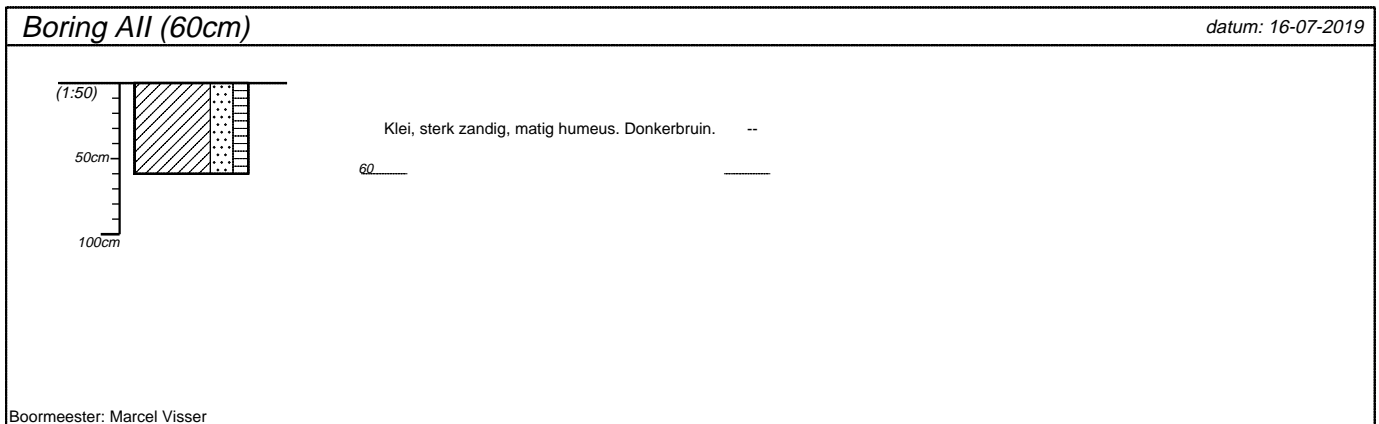 Boring AII (60cm) datum: 16-07-2019
(1:50)
Klei, sterk zandig, matig humeus. Donkerbruin. --
50cm
60
100cm
Boormeester: Marcel Visser